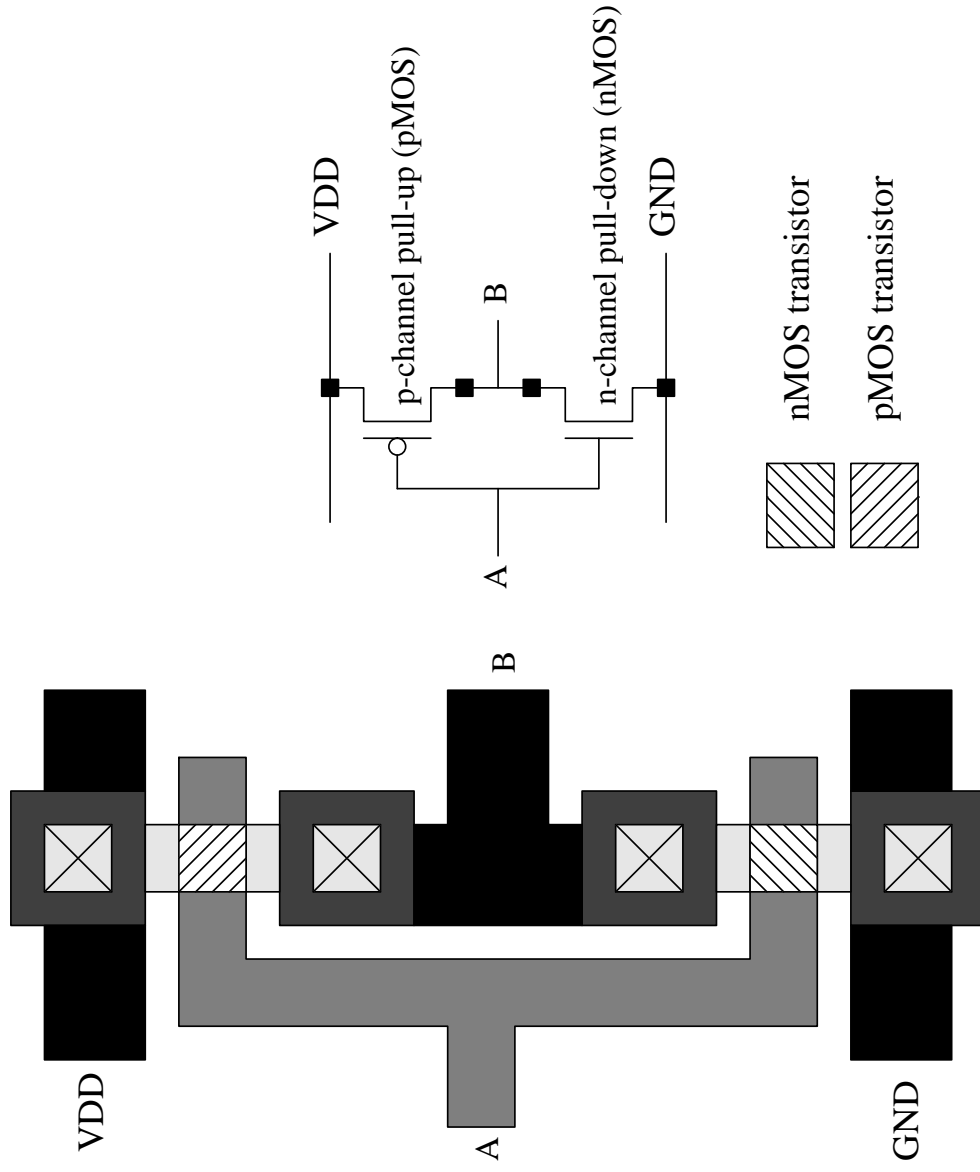 VDD
A
B
GND
VDD
p-channel pull-up (pMOS)
A
B
n-channel pull-down (nMOS)
GND
nMOS transistor
pMOS transistor